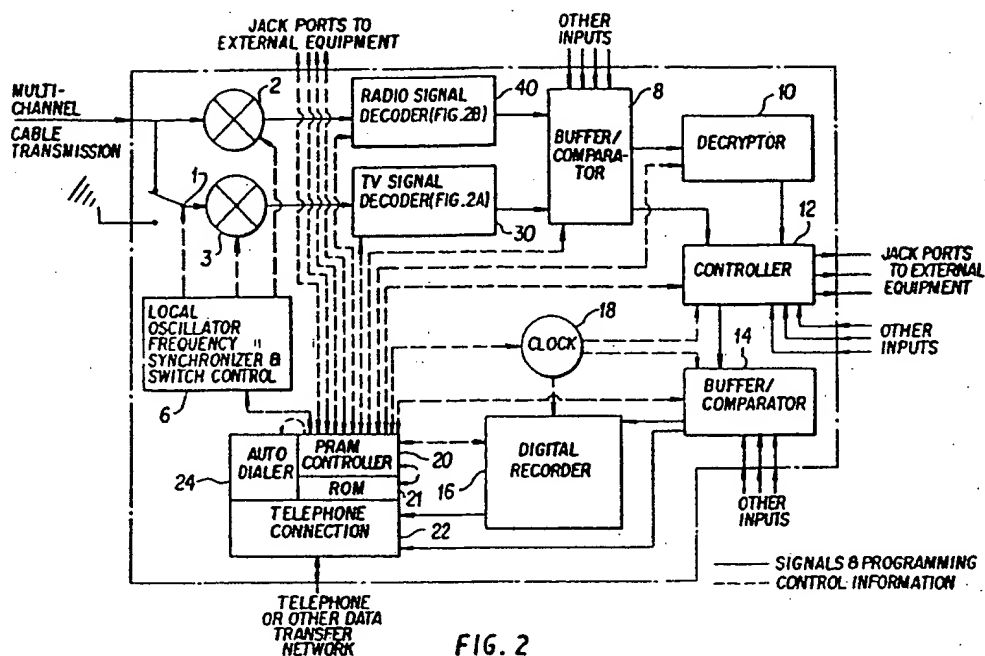 JACK PORTS TO
EXTERNAL EQUIPMENT
OTHER
INPUTS
MULTI-
CHANNEL
CABLE
TRANSMISSION
2
RADIO SIGNAL
DECODER (FIG. 2B)
40
8
BUFFER/
COMPARA-
TOR
10
DECRYPTOR
1
3
TV SIGNAL
DECODER (FIG. 2A)
30
12
CONTROLLER
JACK PORTS
TO EXTERNAL
EQUIPMENT
OTHER
INPUTS
LOCAL
OSCILLATOR
FREQUENCY "
SYNCHRONIZER &
SWITCH CONTROL
6
18
CLOCK
14
BUFFER/
COMPARATOR
AUTO
DIALER
24
PRAM
CONTROLLER
20
ROM
21
TELEPHONE
CONNECTION
22
16
DIGITAL
RECORDER
OTHER
INPUTS
SIGNALS & PROGRAMMING
CONTROL INFORMATION
TELEPHONE
OR OTHER DATA
TRANSFER
NETWORK
FIG. 2